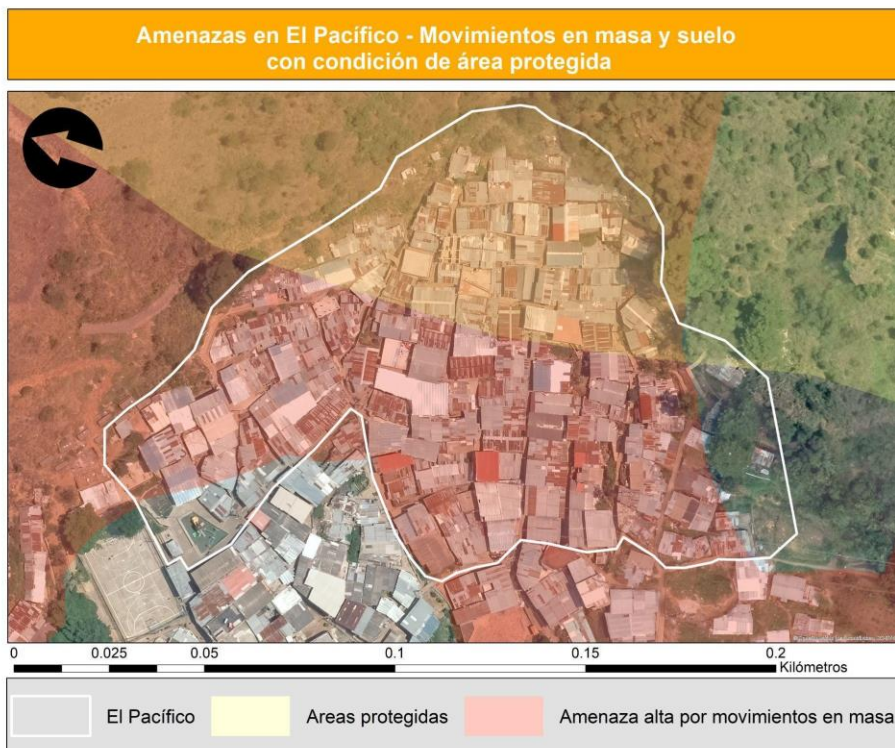 Amenazas en El Pacífico - Movimientos en masa y suelo
con condición de área protegida
0 0.025 0.05 0.1 0.15 0.2
Kilómetros
El Pacífico Areas protegidas Amenaza alta por movimientos en masa